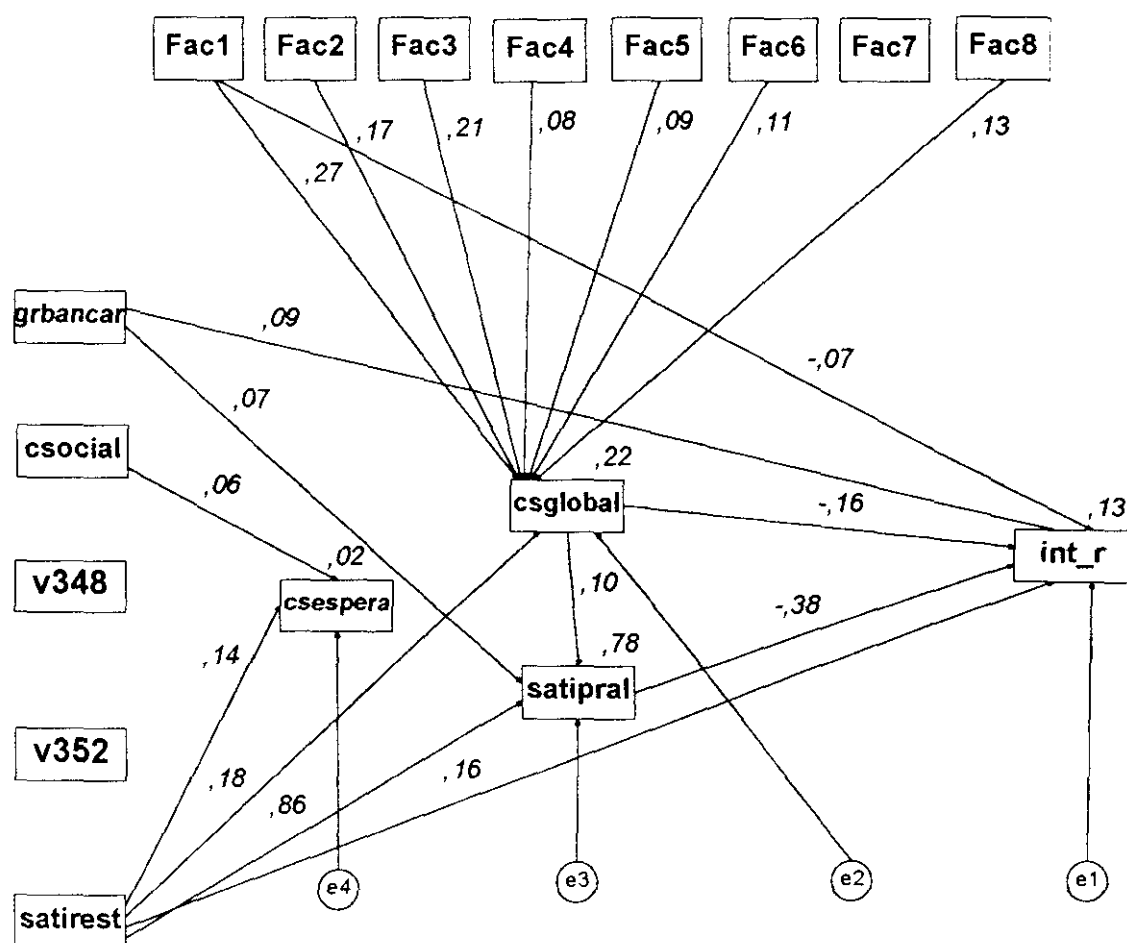 Fac1 Fac2 Fac3 Fac4 Fac5 Fac6 Fac7 Fac8
,27 ,17 ,21 ,08 ,09 ,11 ,13
grbancar ,09 -,07
,07
csocial ,06 ,22
csglobal -,16 ,13
int_r
v348 ,02
csespera ,10 -,38
,14 ,78
satipral
v352 ,18 ,86 ,16
e4 e3 e2 e1
satirest